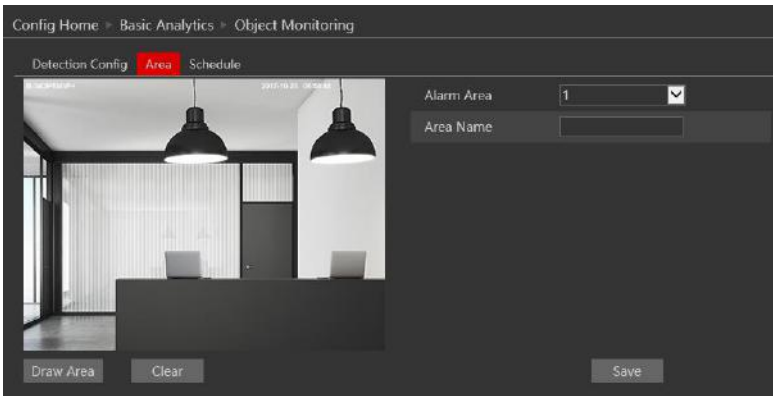 Config Home ▸ Basic Analytics ▸ Object Monitoring
Detection Config Area Schedule
Alarm Area 1
Area Name
Draw Area Clear Save